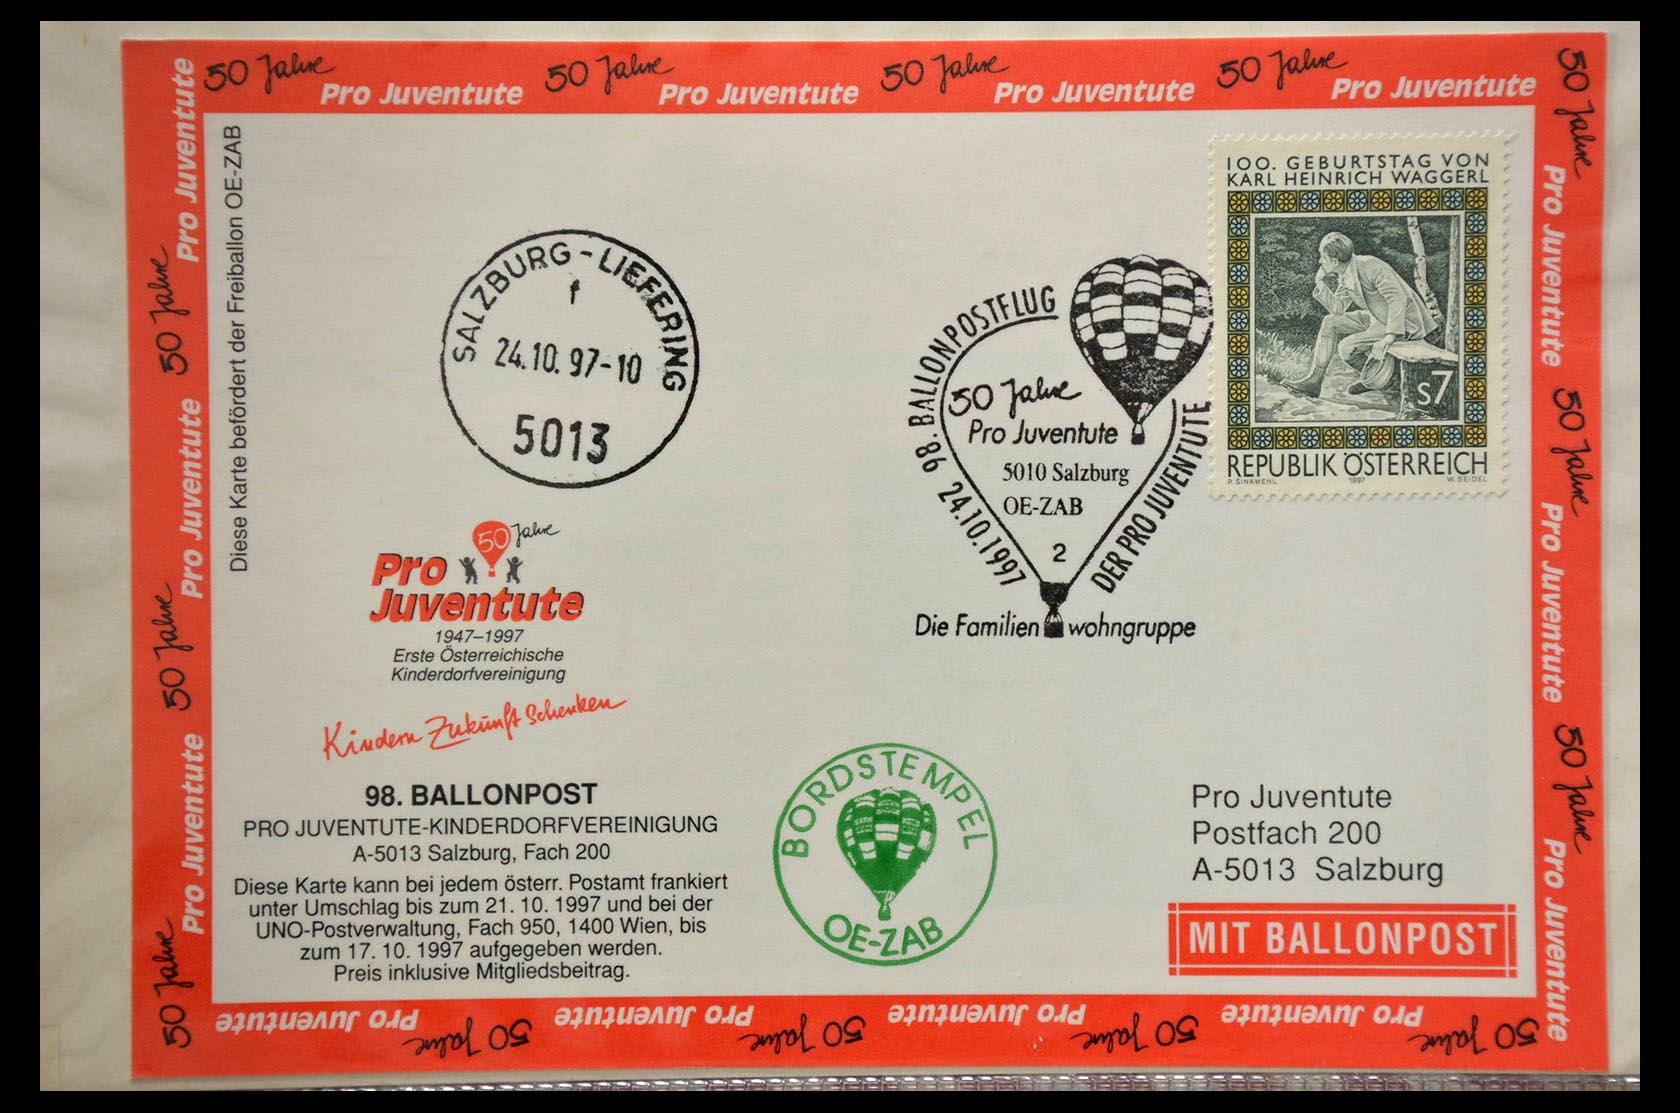 50 Jahre Pro Juventute 50 Jahre Pro Juventute 50 Jahre Pro Juventute 50 Jahre Pro Juventute
50 Jahre Pro Juventute 50 Jahre Pro Juventute 50 Jahre Pro Juventute
Diese Karte befördert der Freiballon OE-ZAB
SALZBURG-LIEFERING
f
24.10.97-10
5013
98. BALLONPOSTFLUG
DER PRO JUVENTUTE
24.10.1997
50 Jahre
Pro Juventute
5010 Salzburg
OE-ZAB
2
Die Familien wohngruppe
100. GEBURTSTAG VON
KARL HEINRICH WAGGERL
S7
REPUBLIK ÖSTERREICH
P. SINAWEHL 1997 W. SEIDEL
50 Jahre
Pro
Juventute
1947–1997
Erste Österreichische
Kinderdorfvereinigung
Kindern Zukunft Schenken
98. BALLONPOST
PRO JUVENTUTE-KINDERDORFVEREINIGUNG
A-5013 Salzburg, Fach 200
Diese Karte kann bei jedem österr. Postamt frankiert
unter Umschlag bis zum 21. 10. 1997 und bei der
UNO-Postverwaltung, Fach 950, 1400 Wien, bis
zum 17. 10. 1997 aufgegeben werden.
Preis inklusive Mitgliedsbeitrag.
BORDSTEMPEL
OE-ZAB
Pro Juventute
Postfach 200
A-5013 Salzburg
MIT BALLONPOST
50 Jahre Pro Juventute 50 Jahre Pro Juventute 50 Jahre Pro Juventute
50 Jahre Pro Juventute 50 Jahre Pro Juventute 50 Jahre Pro Juventute 50 Jahre Pro Juventute